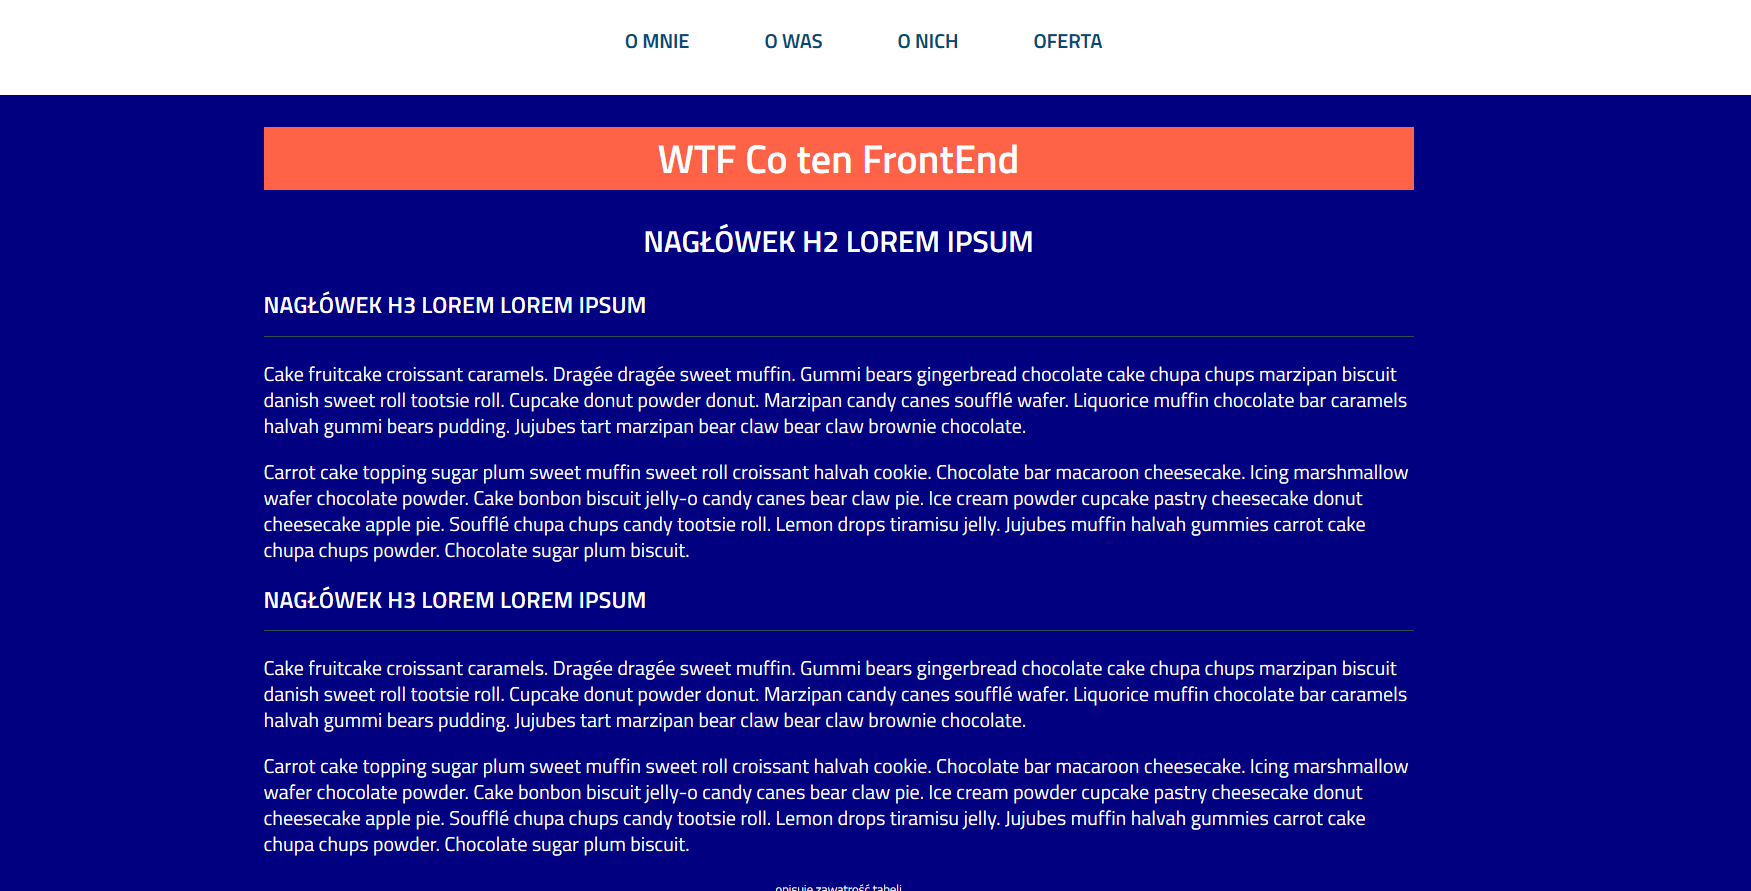 O MNIE O WAS O NICH OFERTA
WTF Co ten FrontEnd
NAGŁÓWEK H2 LOREM IPSUM
NAGŁÓWEK H3 LOREM LOREM IPSUM
Cake fruitcake croissant caramels. Dragée dragée sweet muffin. Gummi bears gingerbread chocolate cake chupa chups marzipan biscuit
danish sweet roll tootsie roll. Cupcake donut powder donut. Marzipan candy canes soufflé wafer. Liquorice muffin chocolate bar caramels
halvah gummi bears pudding. Jujubes tart marzipan bear claw bear claw brownie chocolate.
Carrot cake topping sugar plum sweet muffin sweet roll croissant halvah cookie. Chocolate bar macaroon cheesecake. Icing marshmallow
wafer chocolate powder. Cake bonbon biscuit jelly-o candy canes bear claw pie. Ice cream powder cupcake pastry cheesecake donut
cheesecake apple pie. Soufflé chupa chups candy tootsie roll. Lemon drops tiramisu jelly. Jujubes muffin halvah gummies carrot cake
chupa chups powder. Chocolate sugar plum biscuit.
NAGŁÓWEK H3 LOREM LOREM IPSUM
Cake fruitcake croissant caramels. Dragée dragée sweet muffin. Gummi bears gingerbread chocolate cake chupa chups marzipan biscuit
danish sweet roll tootsie roll. Cupcake donut powder donut. Marzipan candy canes soufflé wafer. Liquorice muffin chocolate bar caramels
halvah gummi bears pudding. Jujubes tart marzipan bear claw bear claw brownie chocolate.
Carrot cake topping sugar plum sweet muffin sweet roll croissant halvah cookie. Chocolate bar macaroon cheesecake. Icing marshmallow
wafer chocolate powder. Cake bonbon biscuit jelly-o candy canes bear claw pie. Ice cream powder cupcake pastry cheesecake donut
cheesecake apple pie. Soufflé chupa chups candy tootsie roll. Lemon drops tiramisu jelly. Jujubes muffin halvah gummies carrot cake
chupa chups powder. Chocolate sugar plum biscuit.
opisuje zawatrość tabeli